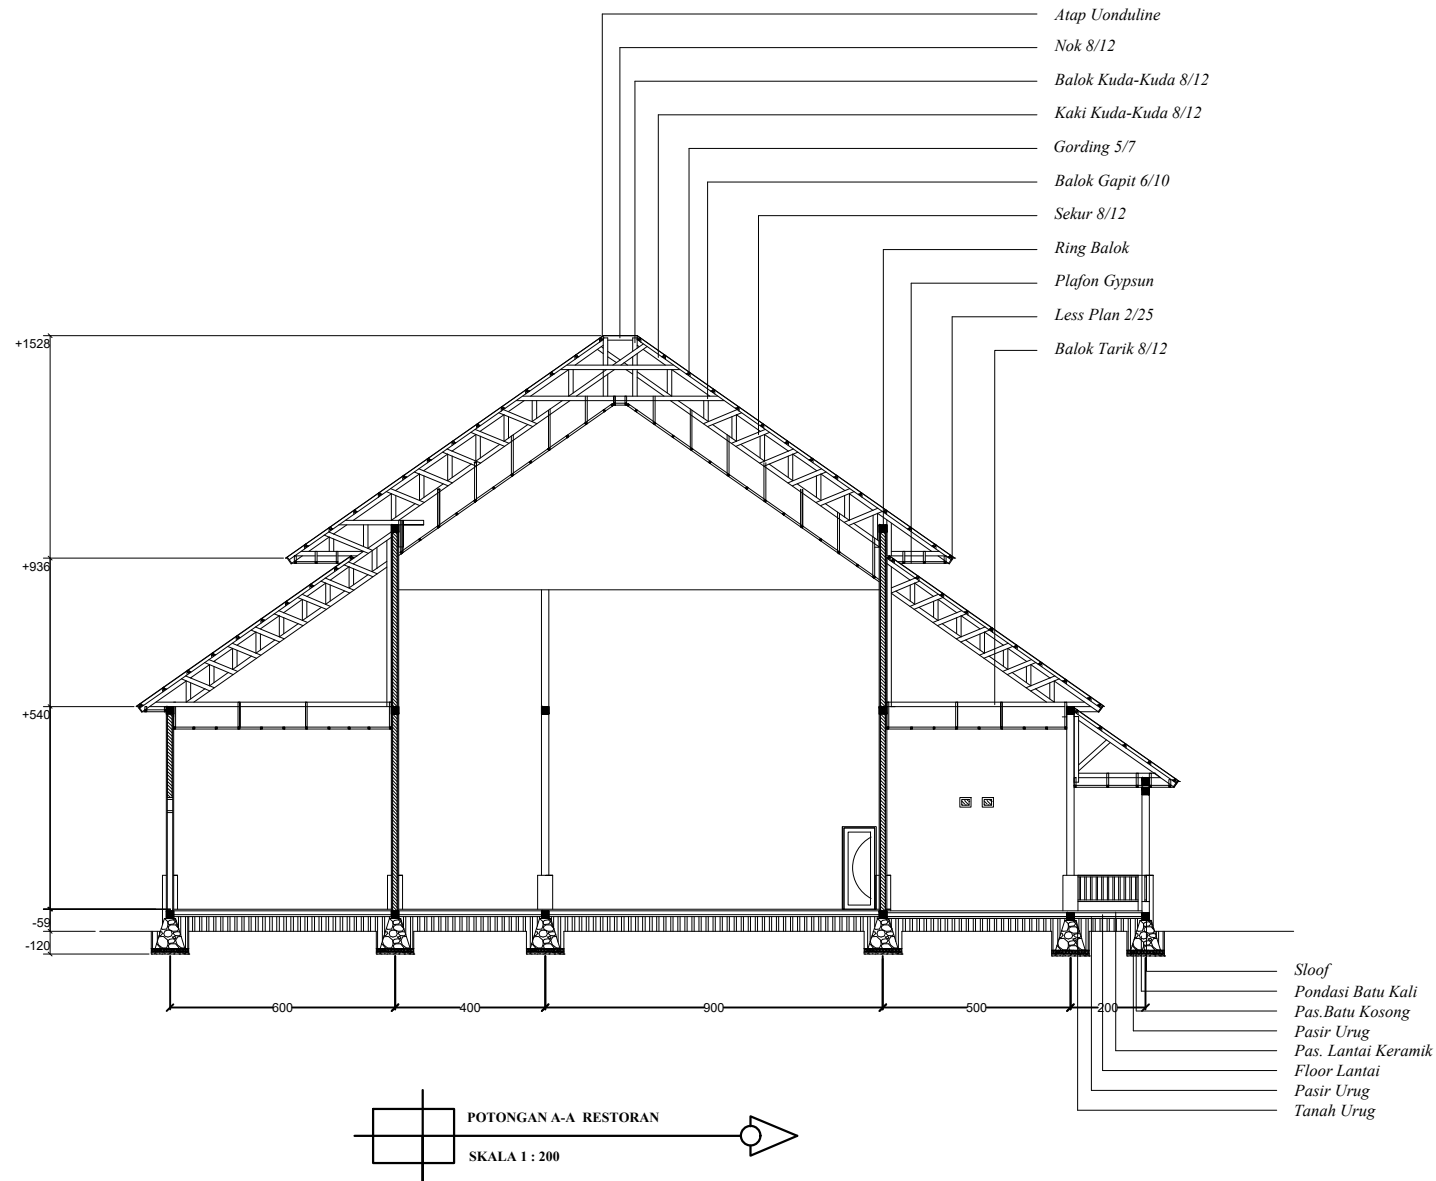 Atap Uonduline
Nok 8/12
Balok Kuda-Kuda 8/12
Kaki Kuda-Kuda 8/12
Gording 5/7
Balok Gapit 6/10
Sekur 8/12
Ring Balok
Plafon Gypsun
Less Plan 2/25
Balok Tarik 8/12
+1528
+936
+540
-59
-120
600
400
900
500
200
Sloof
Pondasi Batu Kali
Pas.Batu Kosong
Pasir Urug
Pas. Lantai Keramik
Floor Lantai
Pasir Urug
Tanah Urug
POTONGAN A-A RESTORAN
SKALA 1 : 200